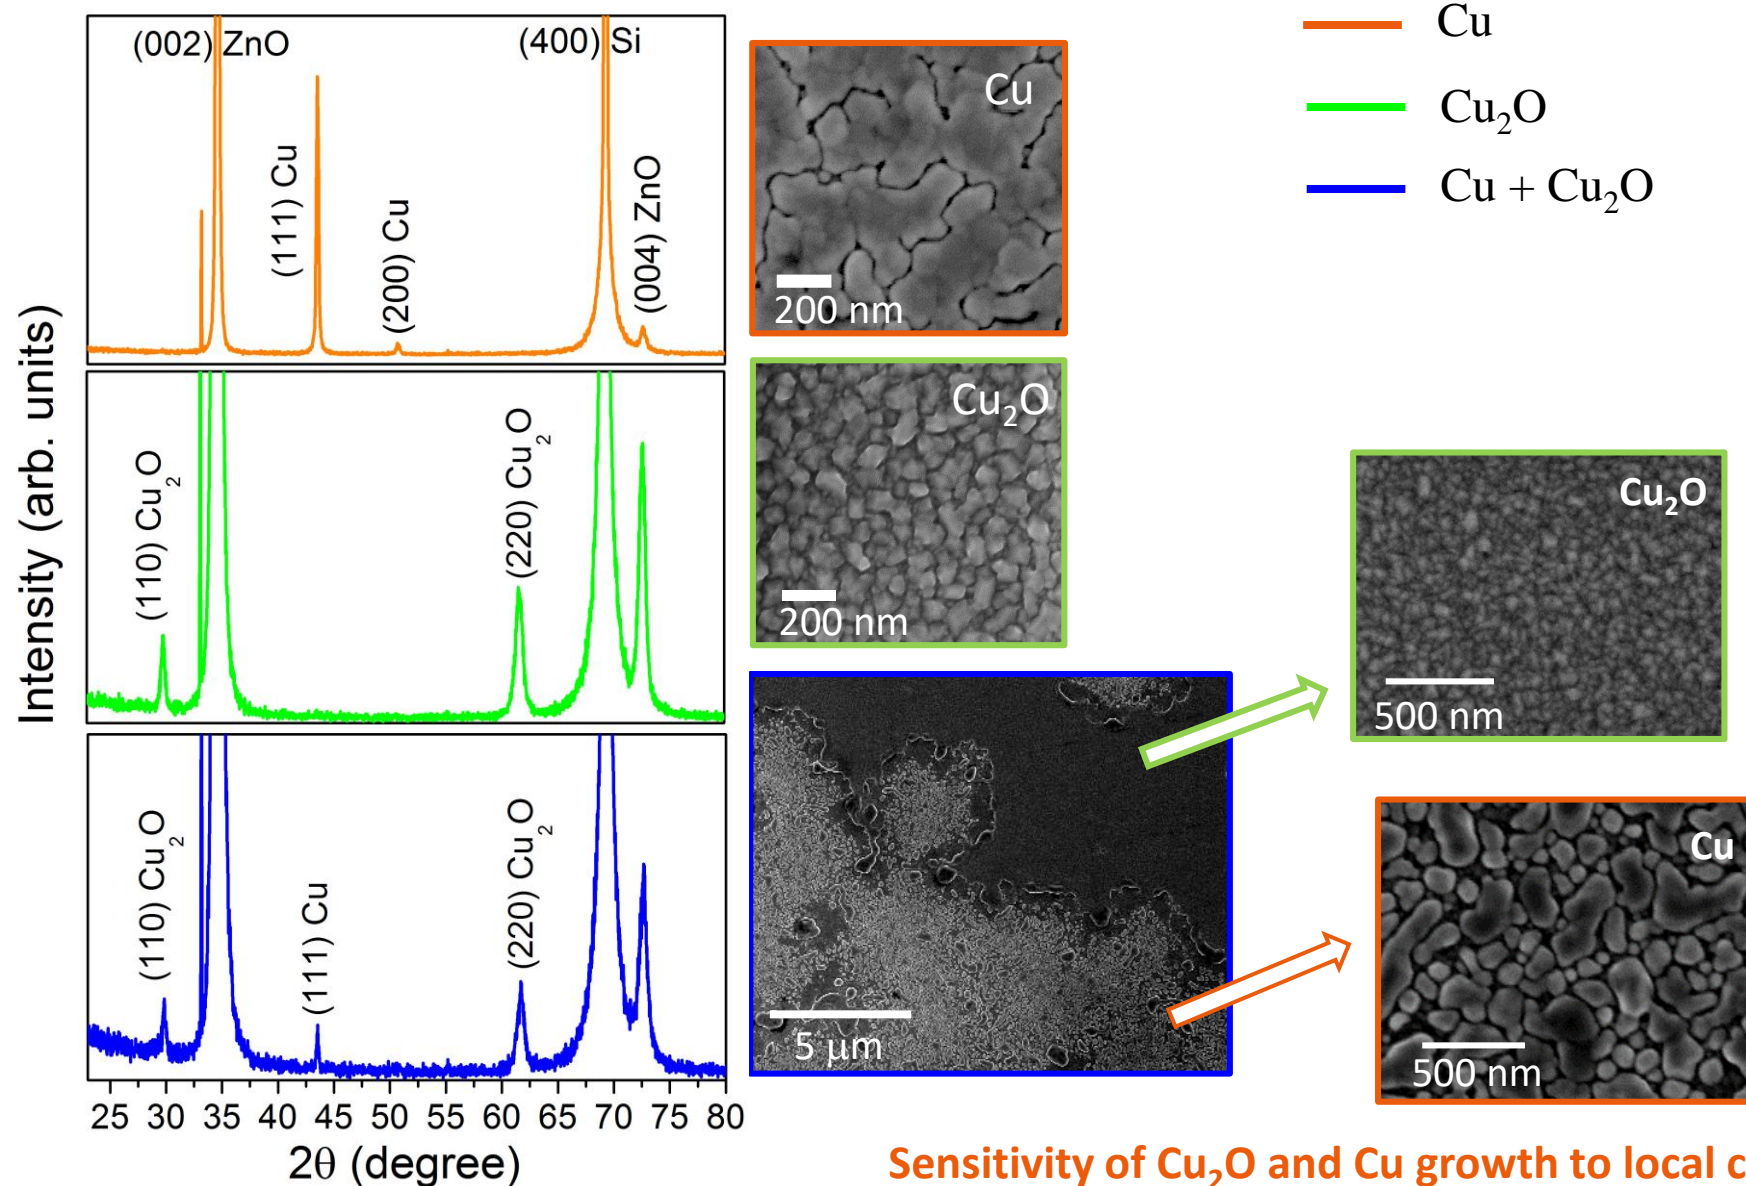 (002) ZnO
(400) Si
(111) Cu
(200) Cu
(004) ZnO
(110) Cu₂O
(220) Cu₂O
(110) Cu₂O
(111) Cu
(220) Cu₂O
Intensity (arb. units)
25 30 35 40 45 50 55 60 65 70 75 80
2θ (degree)
Cu
200 nm
Cu₂O
200 nm
5 μm
Cu
Cu₂O
Cu + Cu₂O
Cu₂O
500 nm
Cu
500 nm
Sensitivity of Cu₂O and Cu growth to local c